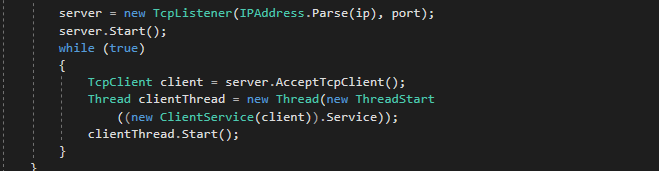 server = new TcpListener(IPAddress.Parse(ip), port);
server.Start();
while (true)
{
TcpClient client = server.AcceptTcpClient();
Thread clientThread = new Thread(new ThreadStart
((new ClientService(client)).Service));
clientThread.Start();
}
}